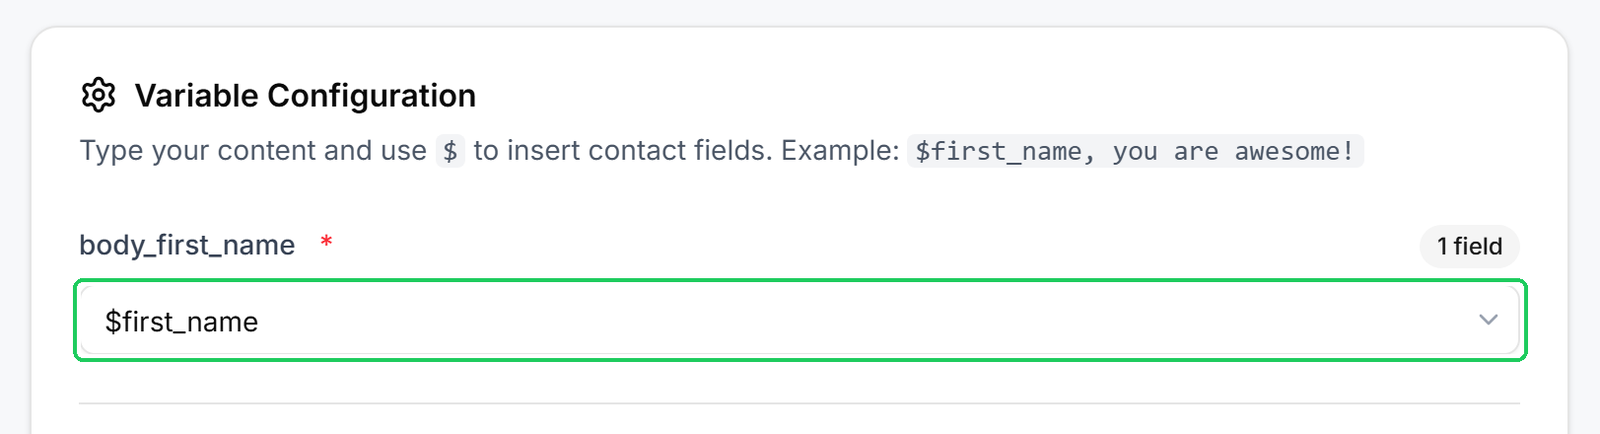 Variable Configuration
Type your content and use $ to insert contact fields. Example: $first_name, you are awesome!
body_first_name *
1 field
$first_name